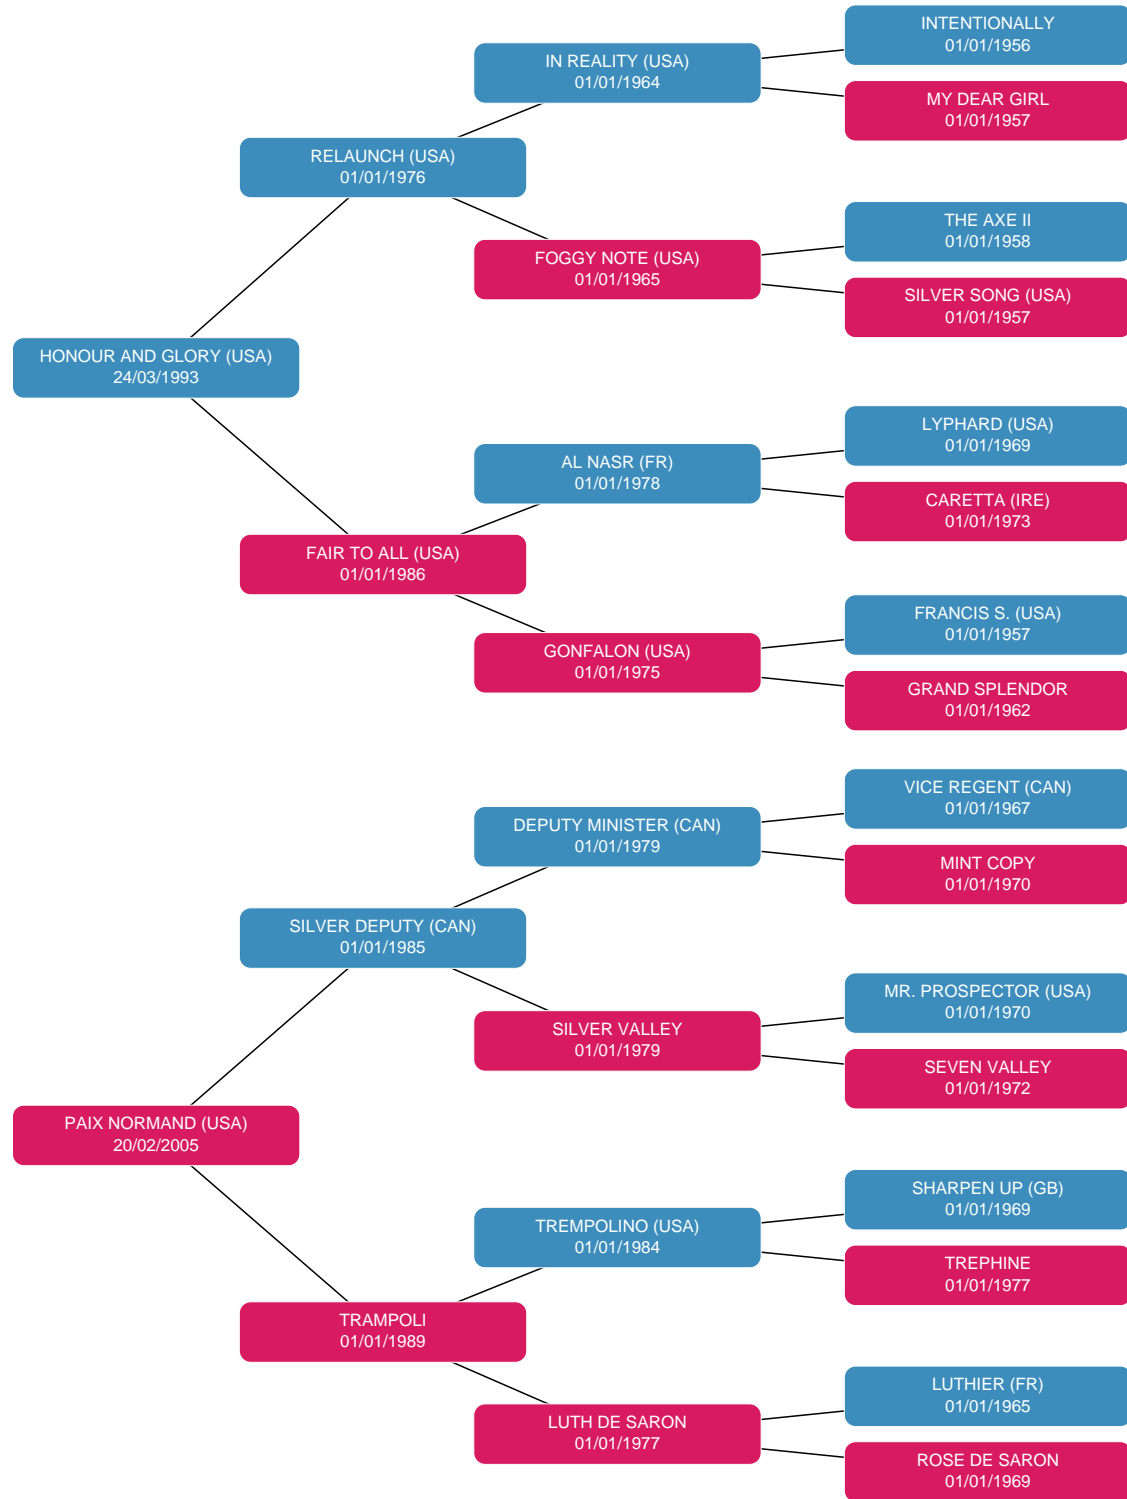 INTENTIONALLY
01/01/1956
IN REALITY (USA)
01/01/1964
MY DEAR GIRL
01/01/1957
RELAUNCH (USA)
01/01/1976
THE AXE II
01/01/1958
FOGGY NOTE (USA)
01/01/1965
SILVER SONG (USA)
01/01/1957
HONOUR AND GLORY (USA)
24/03/1993
LYPHARD (USA)
01/01/1969
AL NASR (FR)
01/01/1978
CARETTA (IRE)
01/01/1973
FAIR TO ALL (USA)
01/01/1986
FRANCIS S. (USA)
01/01/1957
GONFALON (USA)
01/01/1975
GRAND SPLENDOR
01/01/1962
VICE REGENT (CAN)
01/01/1967
DEPUTY MINISTER (CAN)
01/01/1979
MINT COPY
01/01/1970
SILVER DEPUTY (CAN)
01/01/1985
MR. PROSPECTOR (USA)
01/01/1970
SILVER VALLEY
01/01/1979
SEVEN VALLEY
01/01/1972
PAIX NORMAND (USA)
20/02/2005
SHARPEN UP (GB)
01/01/1969
TREMPOLINO (USA)
01/01/1984
TREPHINE
01/01/1977
TRAMPOLI
01/01/1989
LUTHIER (FR)
01/01/1965
LUTH DE SARON
01/01/1977
ROSE DE SARON
01/01/1969